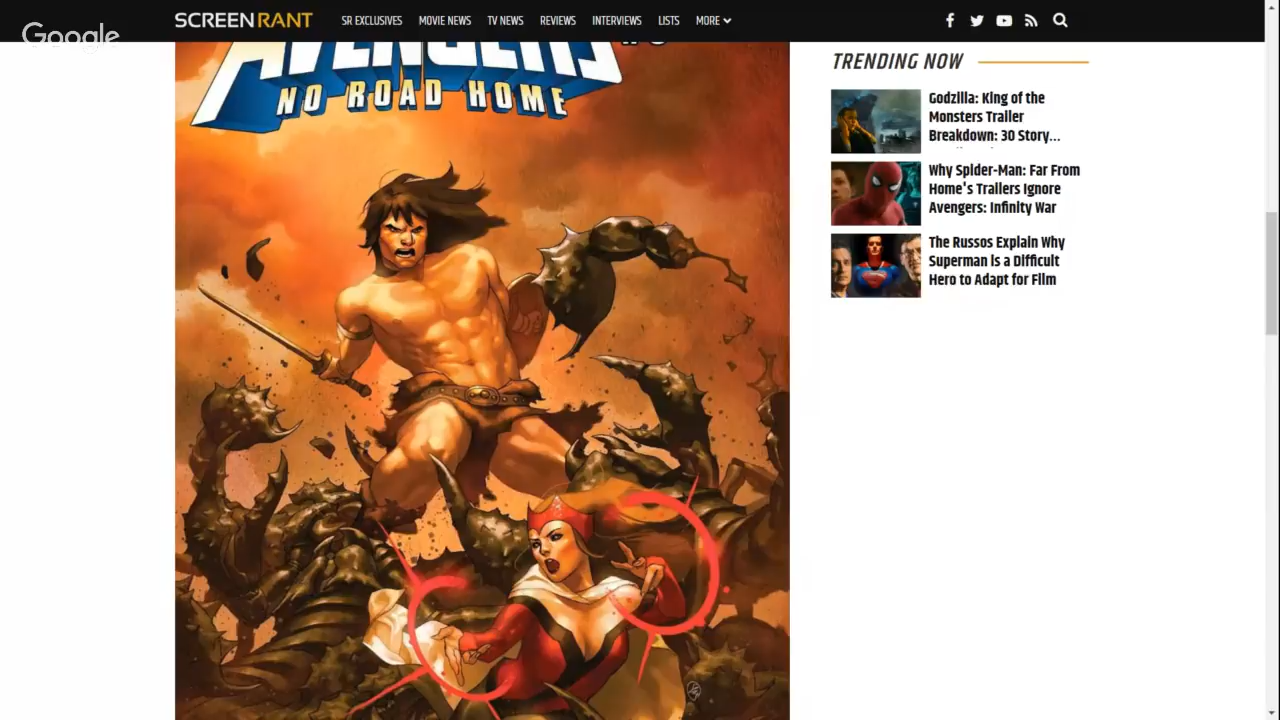 SCREENRANT
SR EXCLUSIVES
MOVIE NEWS
TV NEWS
REVIEWS
INTERVIEWS
LISTS
MORE
Google
AVENGERS
NO ROAD HOME
TRENDING NOW
Godzilla: King of the
Monsters Trailer
Breakdown: 30 Story...
Why Spider-Man: Far From
Home's Trailers Ignore
Avengers: Infinity War
The Russos Explain Why
Superman is a Difficult
Hero to Adapt for Film